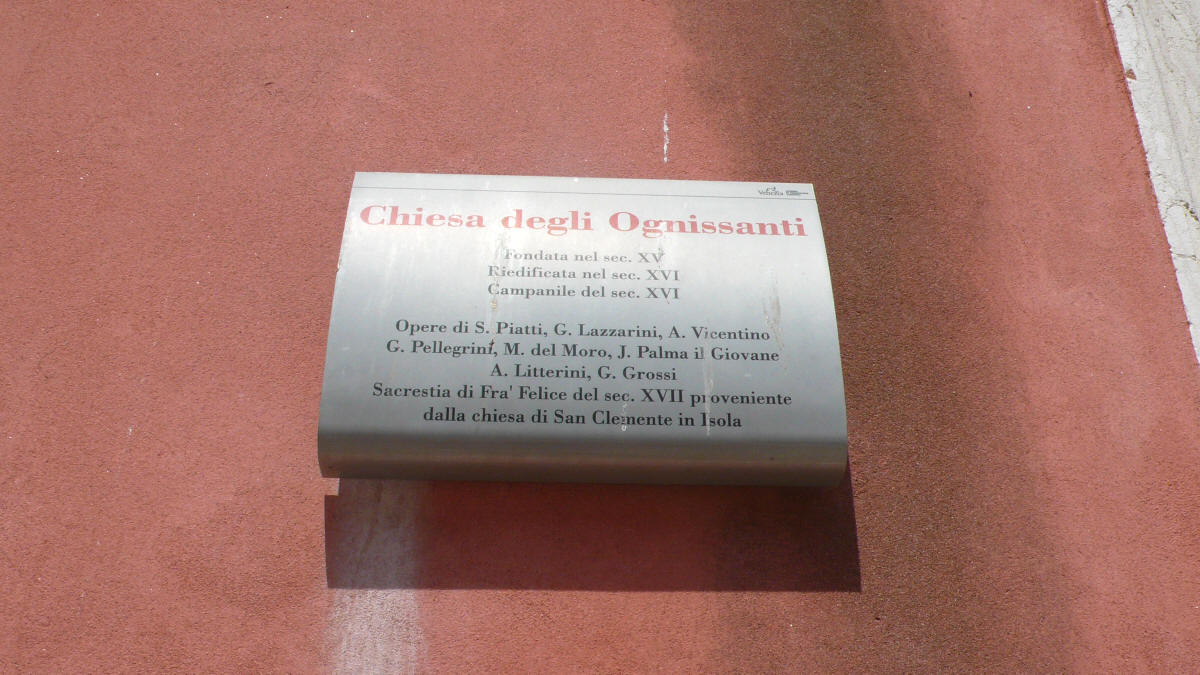 Venezia
Chiesa degli Ognissanti
Fondata nel sec. XV
Riedificata nel sec. XVI
Campanile del sec. XVI
Opere di S. Piatti, G. Lazzarini, A. Vicentino
G. Pellegrini, M. del Moro, J. Palma il Giovane
A. Litterini, G. Grossi
Sacrestia di Fra' Felice del sec. XVII proveniente
dalla chiesa di San Clemente in Isola